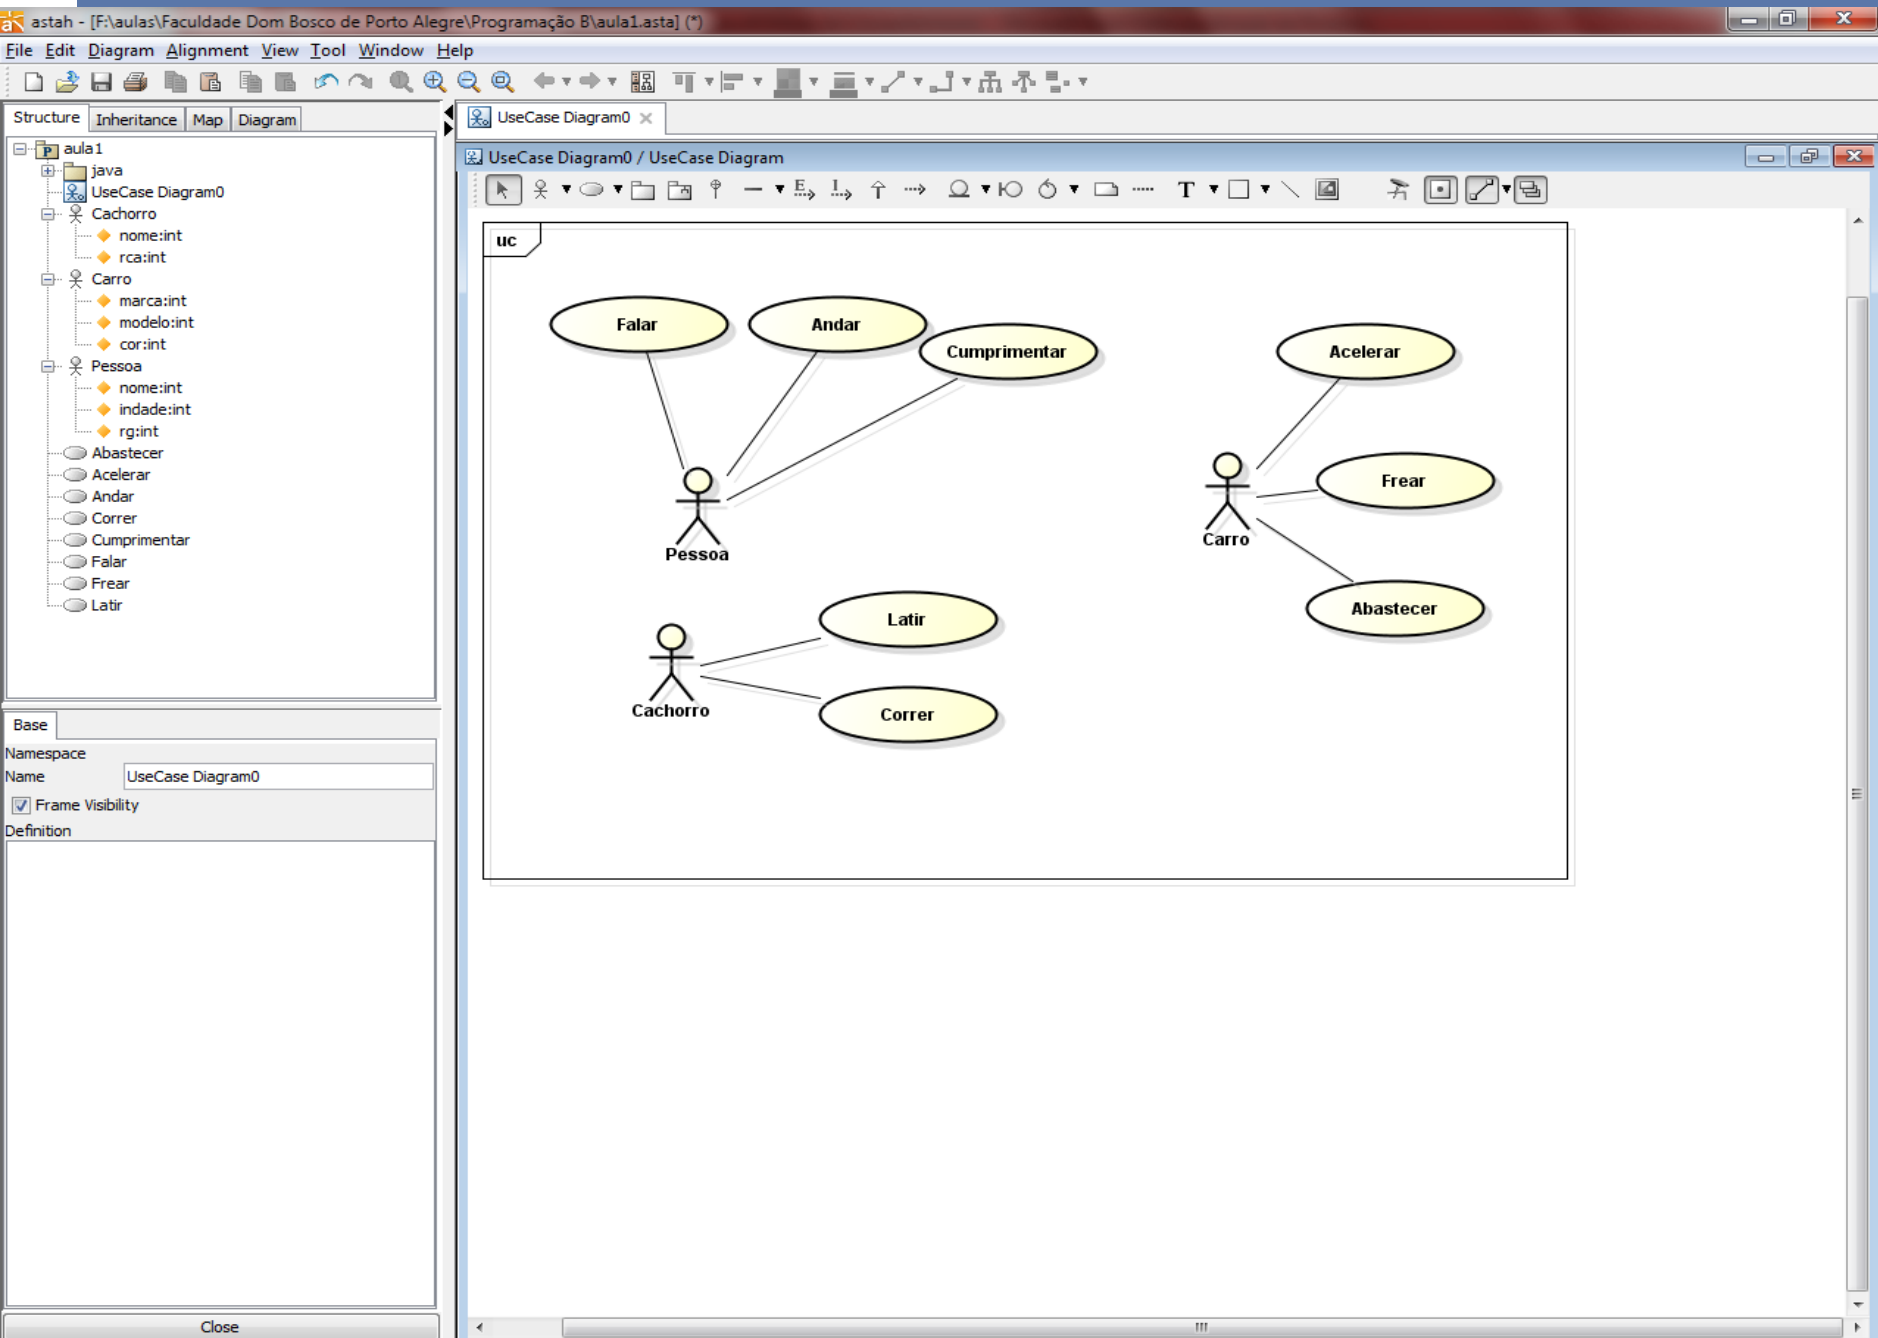 astah - [F:\aulas\Faculdade Dom Bosco de Porto Alegre\Programação B\aula1.asta] (*)
File Edit Diagram Alignment View Tool Window Help
Structure Inheritance Map Diagram
aula1
java
UseCase Diagram0
Cachorro
nome:int
rca:int
Carro
marca:int
modelo:int
cor:int
Pessoa
nome:int
indade:int
rg:int
Abastecer
Acelerar
Andar
Correr
Cumprimentar
Falar
Frear
Latir
Base
Namespace
Name UseCase Diagram0
Frame Visibility
Definition
Close
UseCase Diagram0
UseCase Diagram0 / UseCase Diagram
E
I
T
uc
Falar
Andar
Cumprimentar
Pessoa
Acelerar
Frear
Carro
Abastecer
Latir
Cachorro
Correr